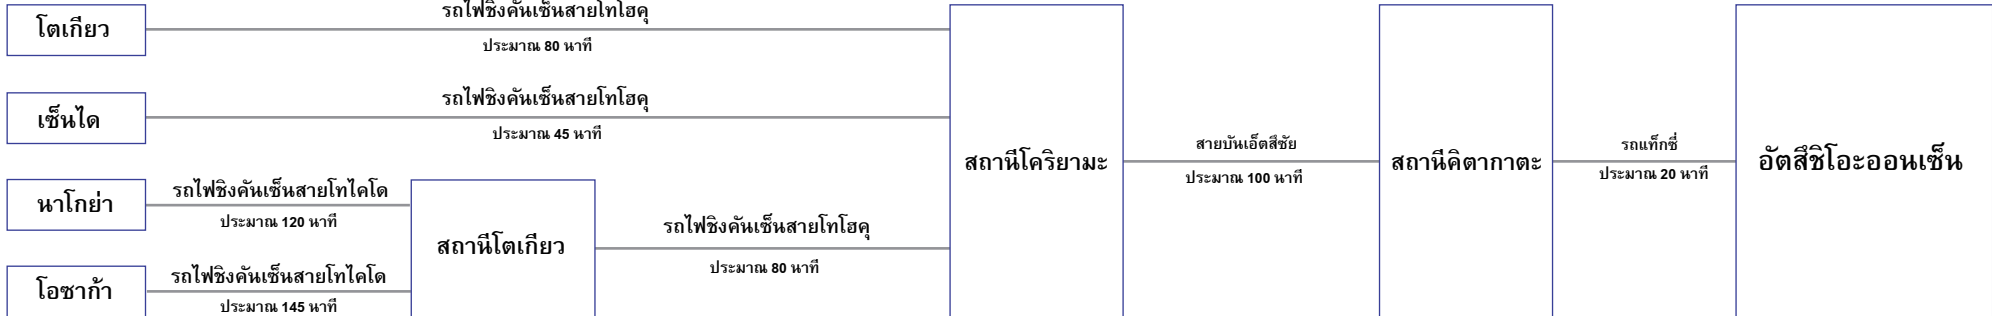 โตเกียว
รถไฟชิงคันเซ็นสายโทโฮคุ
ประมาณ 80 นาที
เซ็นได
รถไฟชิงคันเซ็นสายโทโฮคุ
ประมาณ 45 นาที
นาโกย่า
รถไฟชิงคันเซ็นสายโทไคโด
ประมาณ 120 นาที
โอซาก้า
รถไฟชิงคันเซ็นสายโทไคโด
ประมาณ 145 นาที
สถานีโตเกียว
รถไฟชิงคันเซ็นสายโทโฮคุ
ประมาณ 80 นาที
สถานีโคริยามะ
สายบันเอ็ตสึชัย
ประมาณ 100 นาที
สถานีคิตากาตะ
รถแท็กซี่
ประมาณ 20 นาที
อัตสึชิโอะออนเซ็น